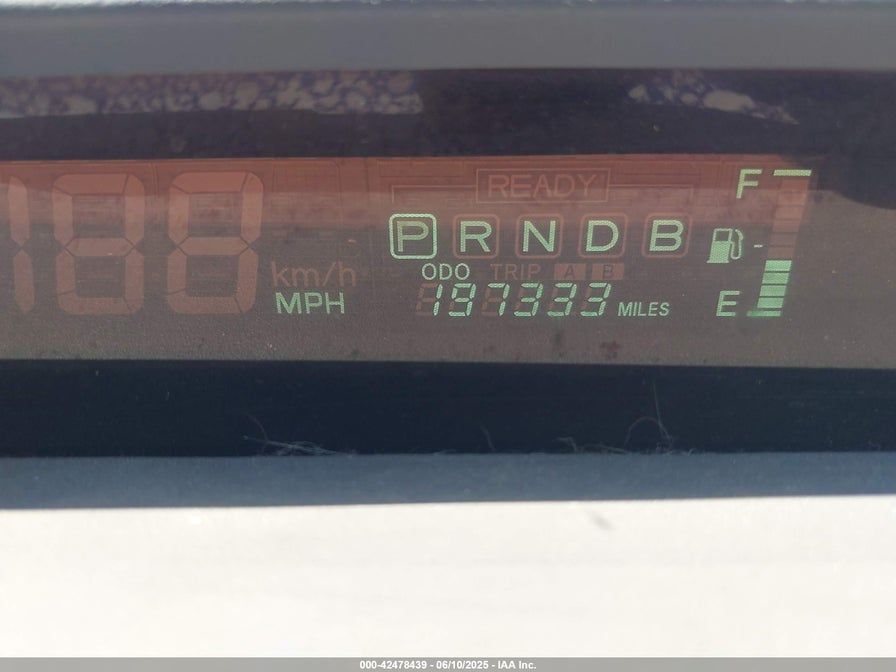 188
READY
F
P R N D B
km/h
ODO TRIP A B
MPH
197333 MILES
E
000-42478439 - 06/10/2025 - IAA Inc.